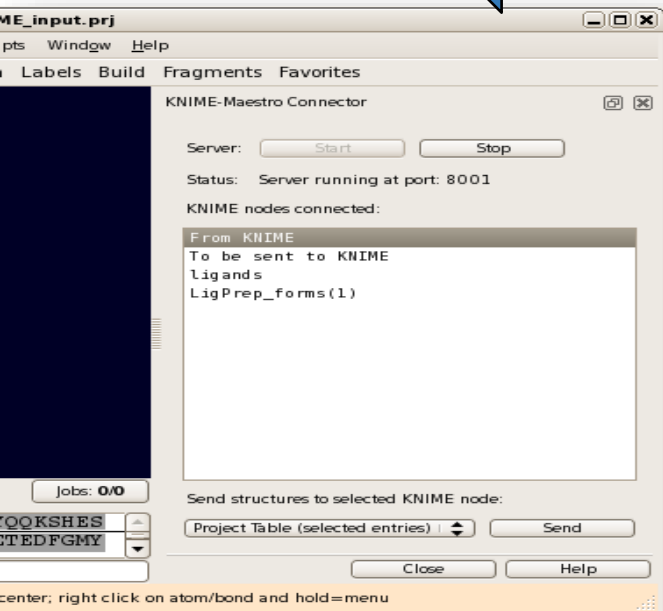 ME_input.prj
pts Window Help
Labels Build Fragments Favorites
KNIME-Maestro Connector
Server: Start Stop
Status: Server running at port: 8001
KNIME nodes connected:
From KNIME
To be sent to KNIME
ligands
LigPrep_forms(1)
Jobs: 0/0
Send structures to selected KNIME node:
YQQKSHES
Project Table (selected entries) Send
CTEDFGMY
Close Help
center; right click on atom/bond and hold=menu